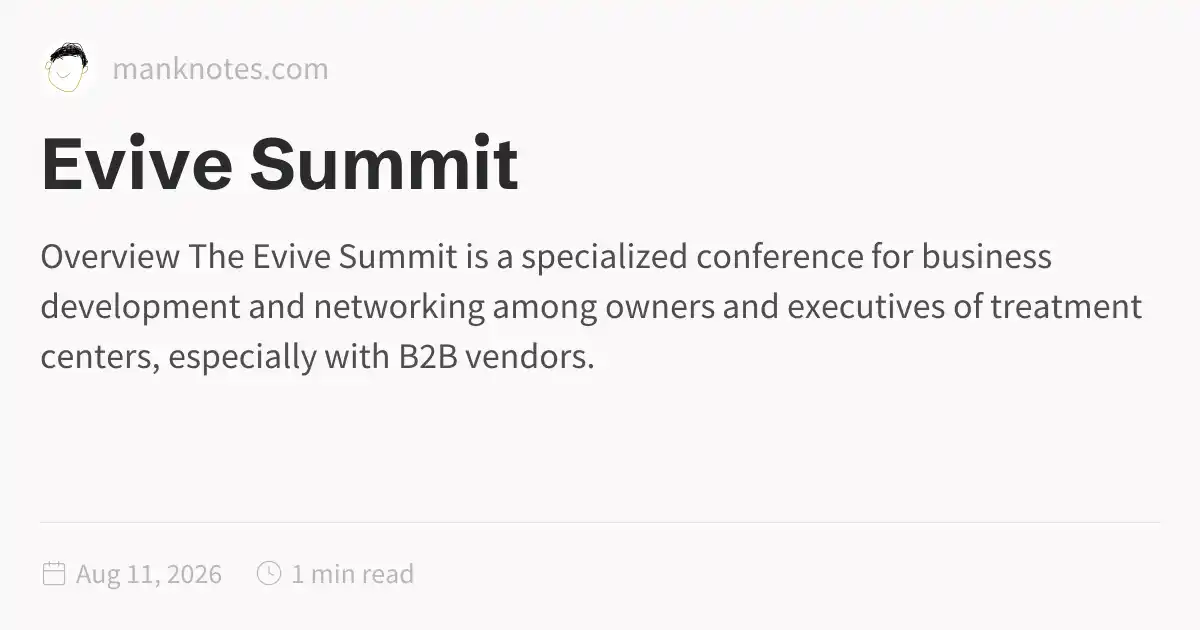 manknotes.com
Evive Summit
Overview The Evive Summit is a specialized conference for business
development and networking among owners and executives of treatment
centers, especially with B2B vendors.
Aug 11, 2026 1 min read